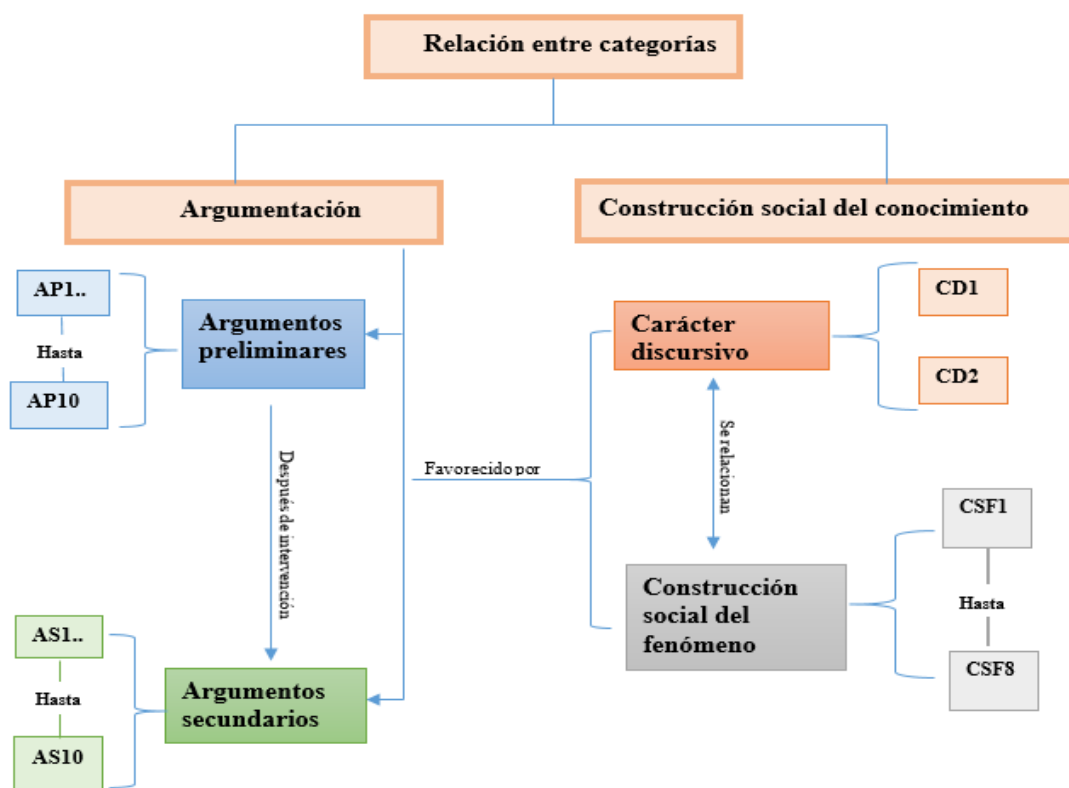 Relación entre categorías
Argumentación
Construcción social del conocimiento
AP1..
Hasta
AP10
Argumentos
preliminares
Carácter
discursivo
CD1
CD2
Después de intervención
Favorecido por
Se relacionan
CSF1
Hasta
CSF8
Construcción
social del
fenómeno
AS1..
Hasta
AS10
Argumentos
secundarios